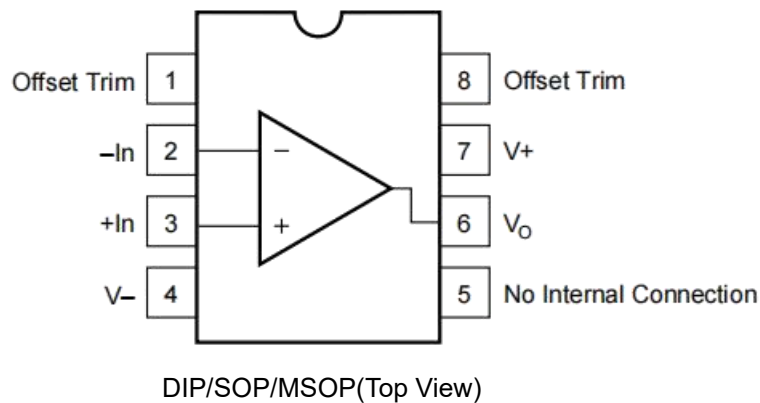 Offset Trim 1 8 Offset Trim
–In 2 − 7 V+
+In 3 + 6 VO
V– 4 5 No Internal Connection
DIP/SOP/MSOP(Top View)